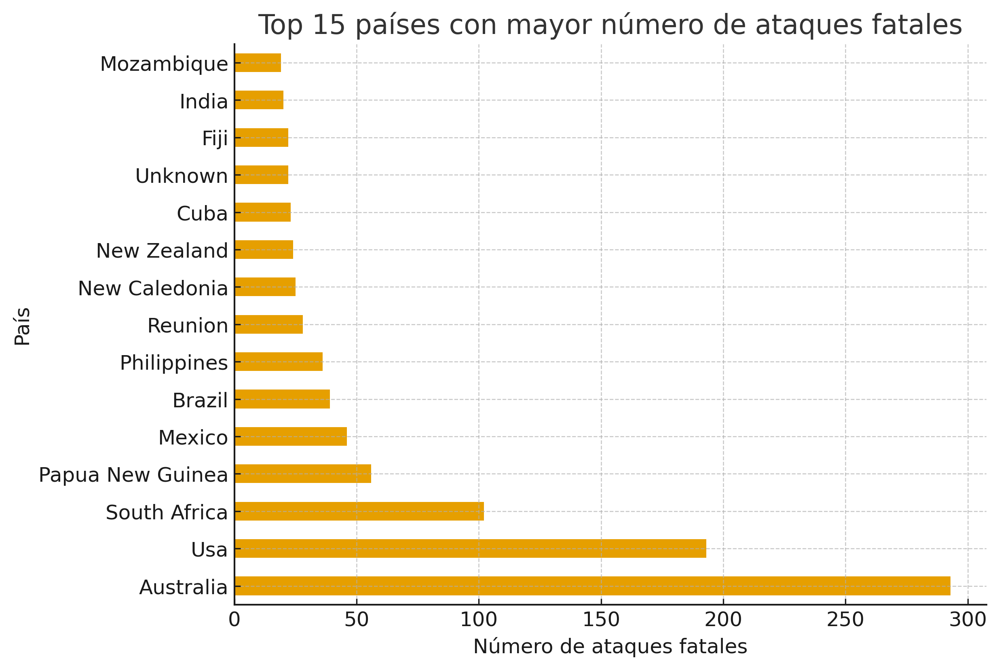 Top 15 países con mayor número de ataques fatales
Mozambique
India
Fiji
Unknown
Cuba
New Zealand
New Caledonia
Reunion
Philippines
Brazil
Mexico
Papua New Guinea
South Africa
Usa
Australia
País
0 50 100 150 200 250 300
Número de ataques fatales